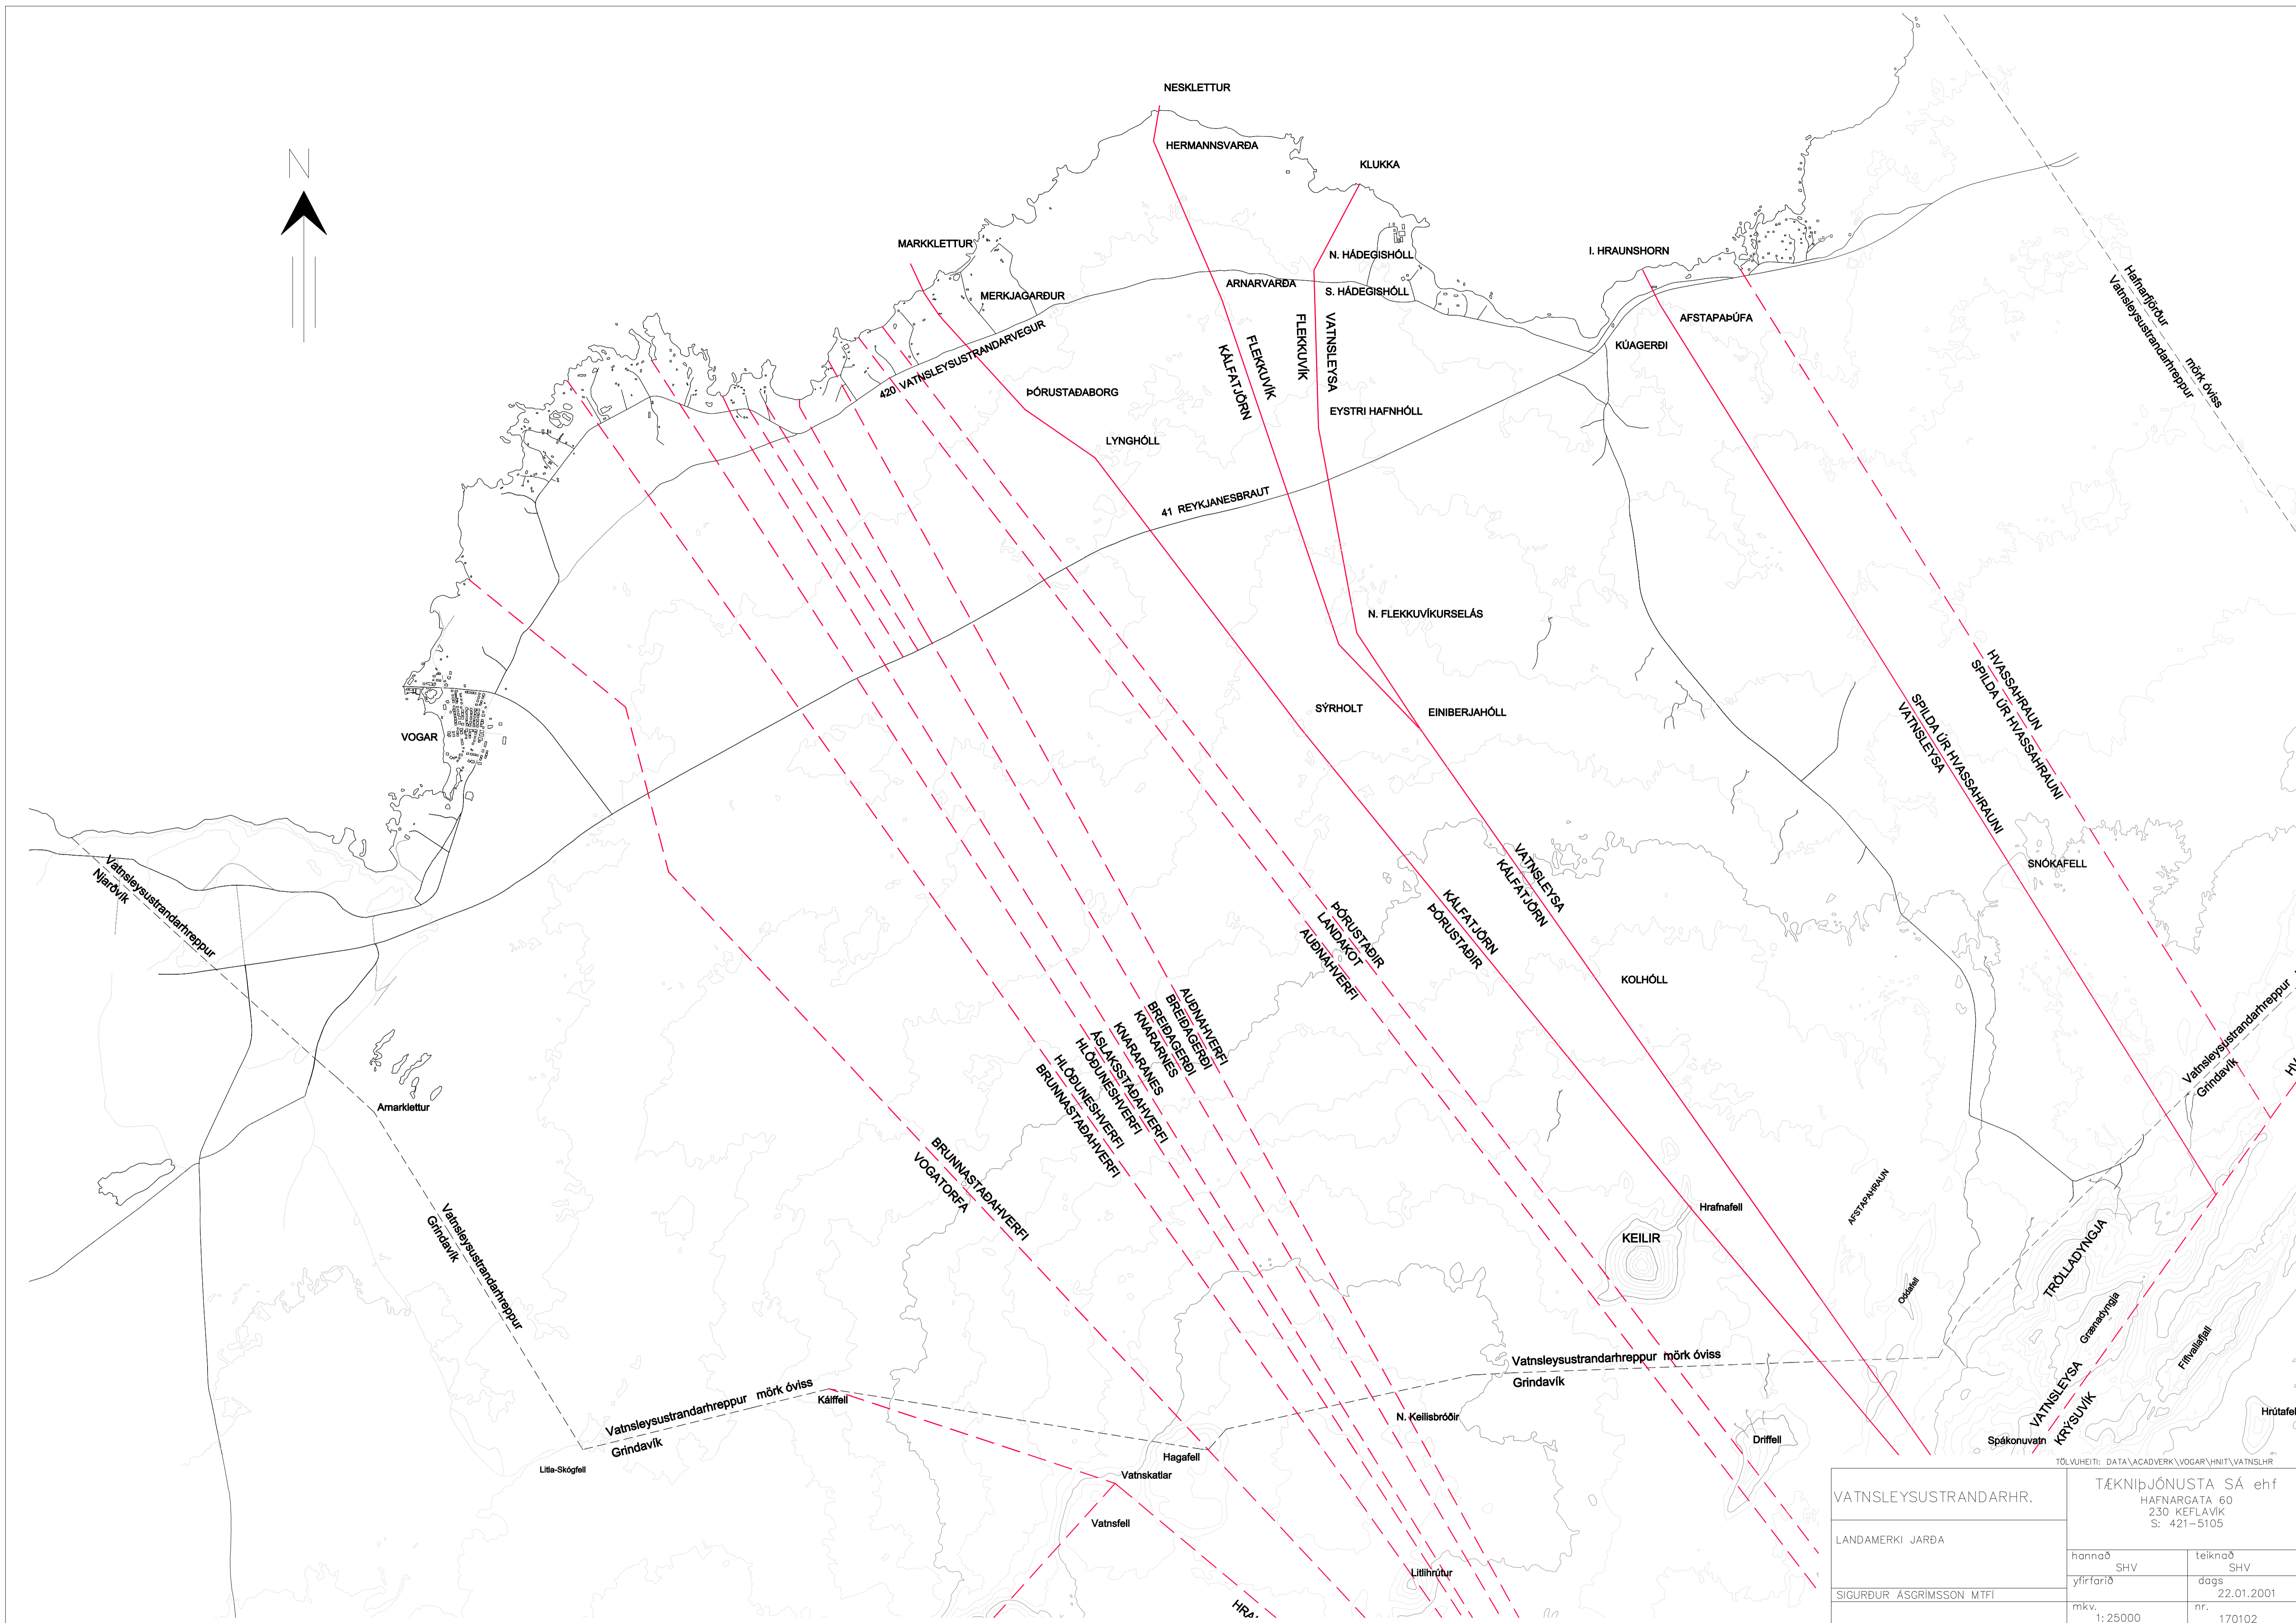 NESKLETTUR
HERMANNSVARÐA
KLUKKA
N
MARKKLETTUR
N. HÁDEGISHÓLL
I. HRAUNSHORN
ARNARVARÐA
S. HÁDEGISHÓLL
MERKJAGARÐUR
AFSTAPAÞÚFA
KÚAGERÐI
Hafnarfjörður
Vatnsleysustrandarhreppur
mörk óviss
420 VATNSLEYSUSTRANDARVEGUR
FLEKKUVÍK
KÁLFATJÖRN
FLEKKUVÍK
VATNSLEYSA
ÞÓRUSTAÐABORG
EYSTRI HAFNHÓLL
LYNGHÓLL
41 REYKJANESBRAUT
N. FLEKKUVÍKURSELÁS
SÝRHOLT
EINIBERJAHÓLL
HVASSAHRAUN
SPILDA ÚR HVASSAHRAUNI
SPILDA ÚR HVASSAHRAUNI
VATNSLEYSA
VOGAR
Vatnsleysustrandarhreppur
Njarðvík
SNÓKAFELL
VATNSLEYSA
KÁLFATJÖRN
KÁLFATJÖRN
ÞÓRUSTAÐIR
ÞÓRUSTAÐIR
LANDAKOT
AUÐNAHVERFI
KOLHÓLL
AUÐNAHVERFI
BREIÐAGERÐI
BREIÐAGERÐI
KNARARNES
KNARARANES
ÁSLAKSSTAÐAHVERFI
HLÖÐUNESHVERFI
HLÖÐUNESHVERFI
BRUNNASTAÐAHVERFI
Vatnsleysustrandarhreppur
Grindavík
HV
Arnarklettur
BRUNNASTAÐAHVERFI
VOGATORFA
Vatnsleysustrandarhreppur
Grindavík
Hrafnafell
KEILIR
AFSTAPAHRAUN
Oddafell
TRÖLLADYNGJA
Grænadyngja
Fífivallafjall
VATNSLEYSA
KRÝSUVÍK
Hrútafel
Spákonuvatn
Vatnsleysustrandarhreppur mörk óviss
Grindavík
Vatnsleysustrandarhreppur mörk óviss
Grindavík
Kálffell
Litla-Skógfell
N. Keilisbróðir
Driffell
Hagafell
Vatnskatlar
Vatnsfell
Litlihrútur
HRA
TÖLVUHEITI: DATA\ACADVERK\VOGAR\HNIT\VATNSLHR
VATNSLEYSUSTRANDARHR.
TÆKNIÞJÓNUSTA SÁ ehf
HAFNARGATA 60
230 KEFLAVÍK
S: 421-5105
LANDAMERKI JARÐA
hannað
SHV
teiknað
SHV
yfirfarið
dags
22.01.2001
SIGURÐUR ÁSGRÍMSSON MTFÍ
mkv.
1:25000
nr.
170102